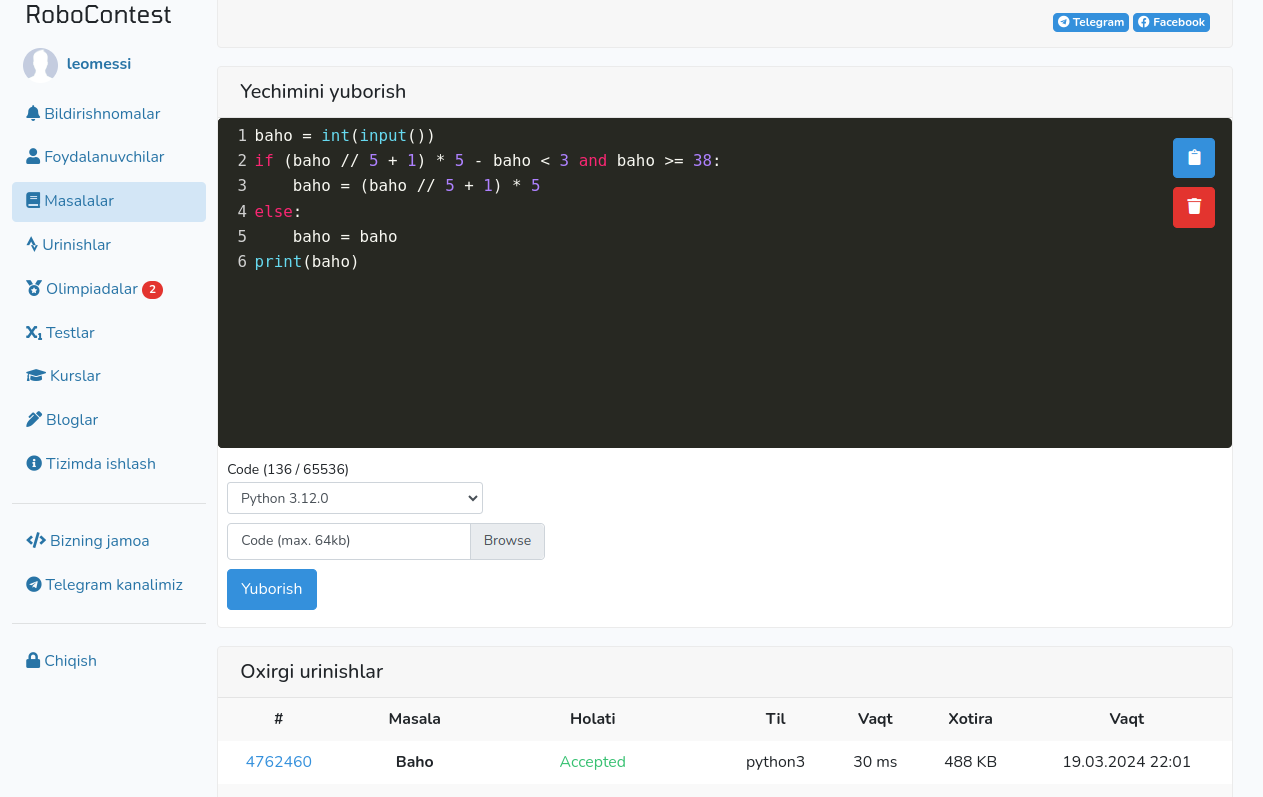 RoboContest
Telegram Facebook
leomessi
Bildirishnomalar
Foydalanuvchilar
Masalalar
Urinishlar
Olimpiadalar 2
Testlar
Kurslar
Bloglar
Tizimda ishlash
Bizning jamoa
Telegram kanalimiz
Chiqish
Yechimini yuborish
1 baho = int(input())
2 if (baho // 5 + 1) * 5 - baho < 3 and baho >= 38:
3     baho = (baho // 5 + 1) * 5
4 else:
5     baho = baho
6 print(baho)
Code (136 / 65536)
Python 3.12.0
Code (max. 64kb) Browse
Yuborish
Oxirgi urinishlar
# Masala Holati Til Vaqt Xotira Vaqt
4762460 Baho Accepted python3 30 ms 488 KB 19.03.2024 22:01